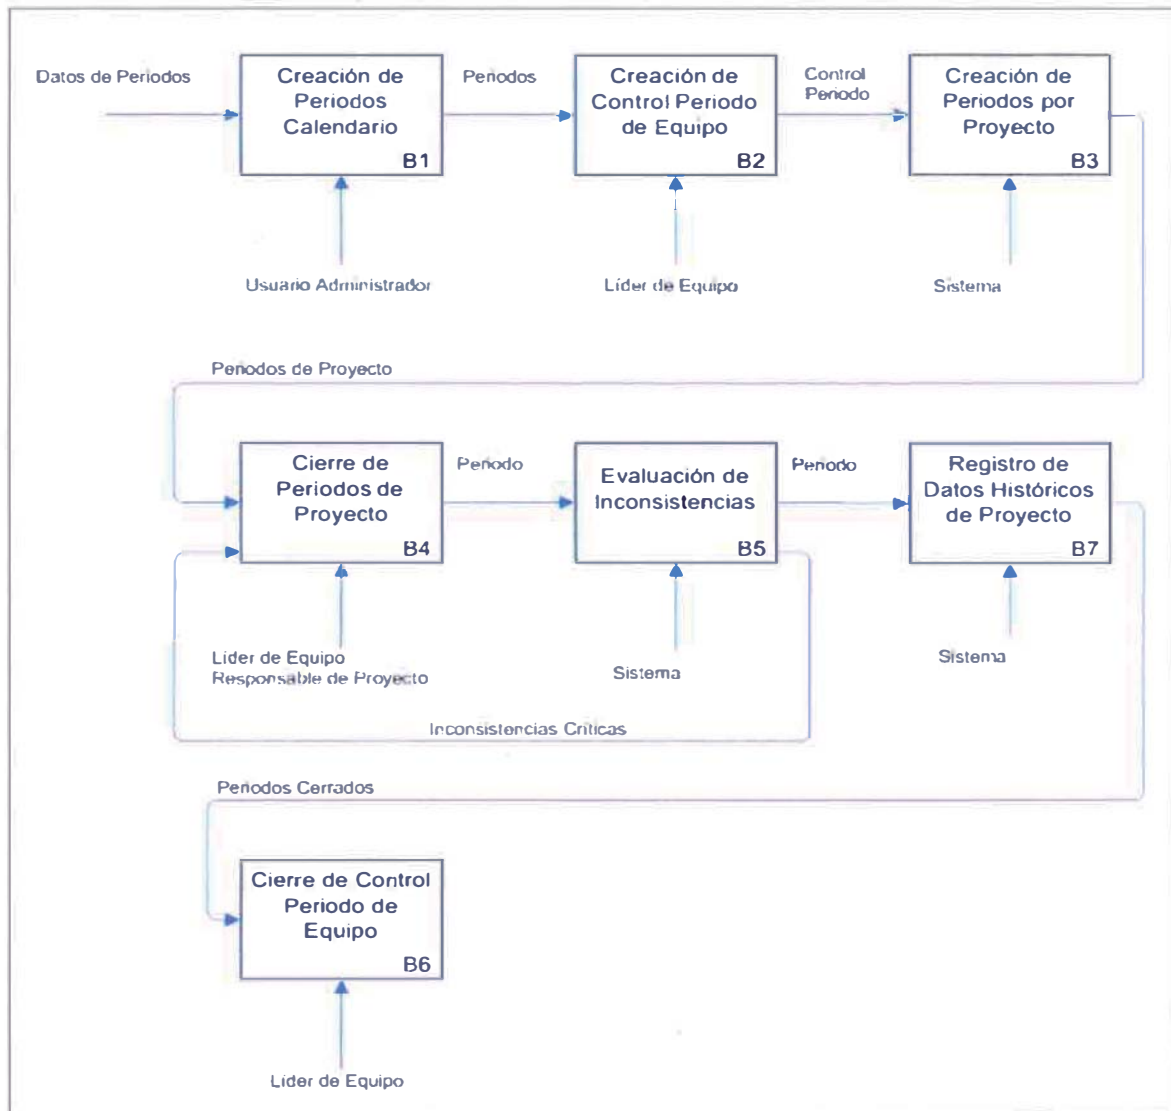 Datos de Periodos
Creación de
Periodos
Calendario
B1
Periodos
Creación de
Control Periodo
de Equipo
B2
Control
Periodo
Creación de
Periodos por
Proyecto
B3
Usuario Administrador
Líder de Equipo
Sistema
Periodos de Proyecto
Cierre de
Periodos de
Proyecto
B4
Periodo
Evaluación de
Inconsistencias
B5
Periodo
Registro de
Datos Históricos
de Proyecto
B7
Líder de Equipo
Responsable de Proyecto
Sistema
Sistema
Inconsistencias Críticas
Periodos Cerrados
Cierre de Control
Periodo de
Equipo
B6
Líder de Equipo